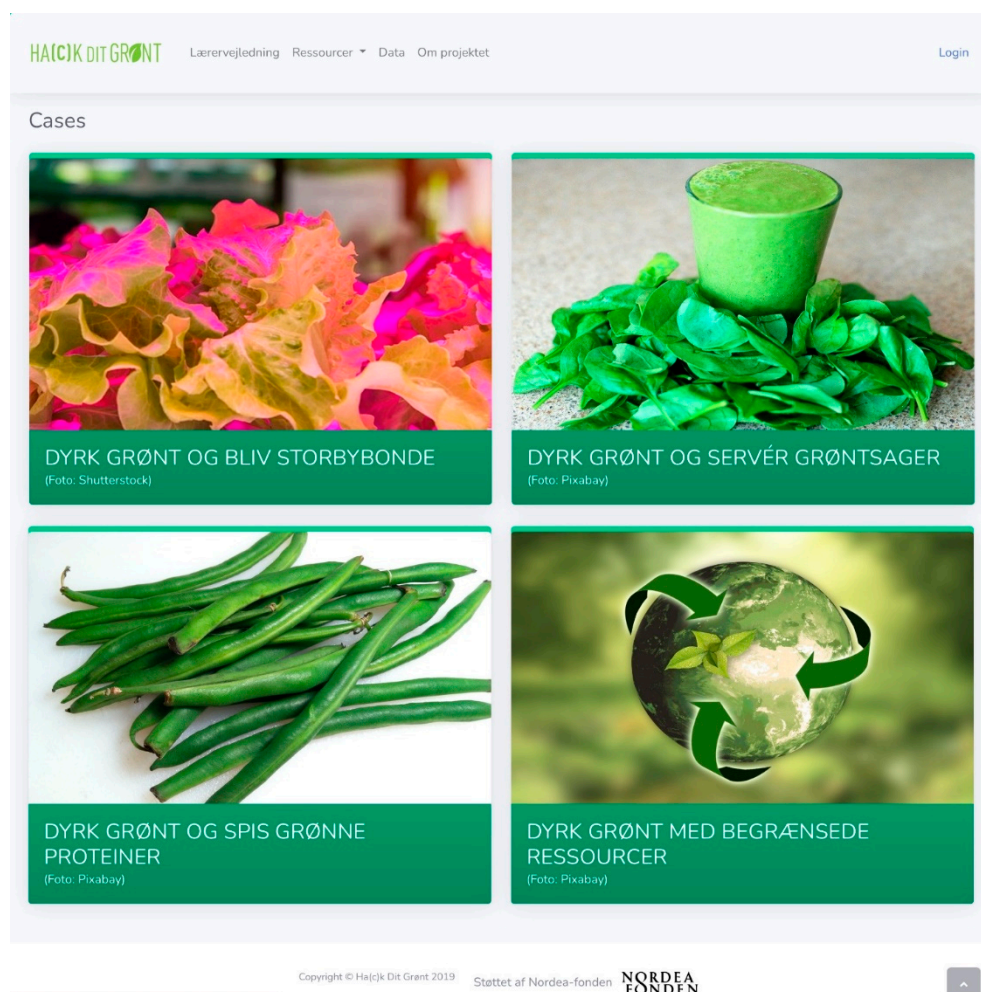 HA(C)K DIT GRØNT
Lærervejledning Ressourcer Data Om projektet
Login
Cases
DYRK GRØNT OG BLIV STORBYBONDE
(Foto: Shutterstock)
DYRK GRØNT OG SERVÉR GRØNTSAGER
(Foto: Pixabay)
DYRK GRØNT OG SPIS GRØNNE
PROTEINER
(Foto: Pixabay)
DYRK GRØNT MED BEGRÆNSEDE
RESSOURCER
(Foto: Pixabay)
Copyright © Ha(c)k Dit Grønt 2019
Støttet af Nordea-fonden
NORDEA
FONDEN